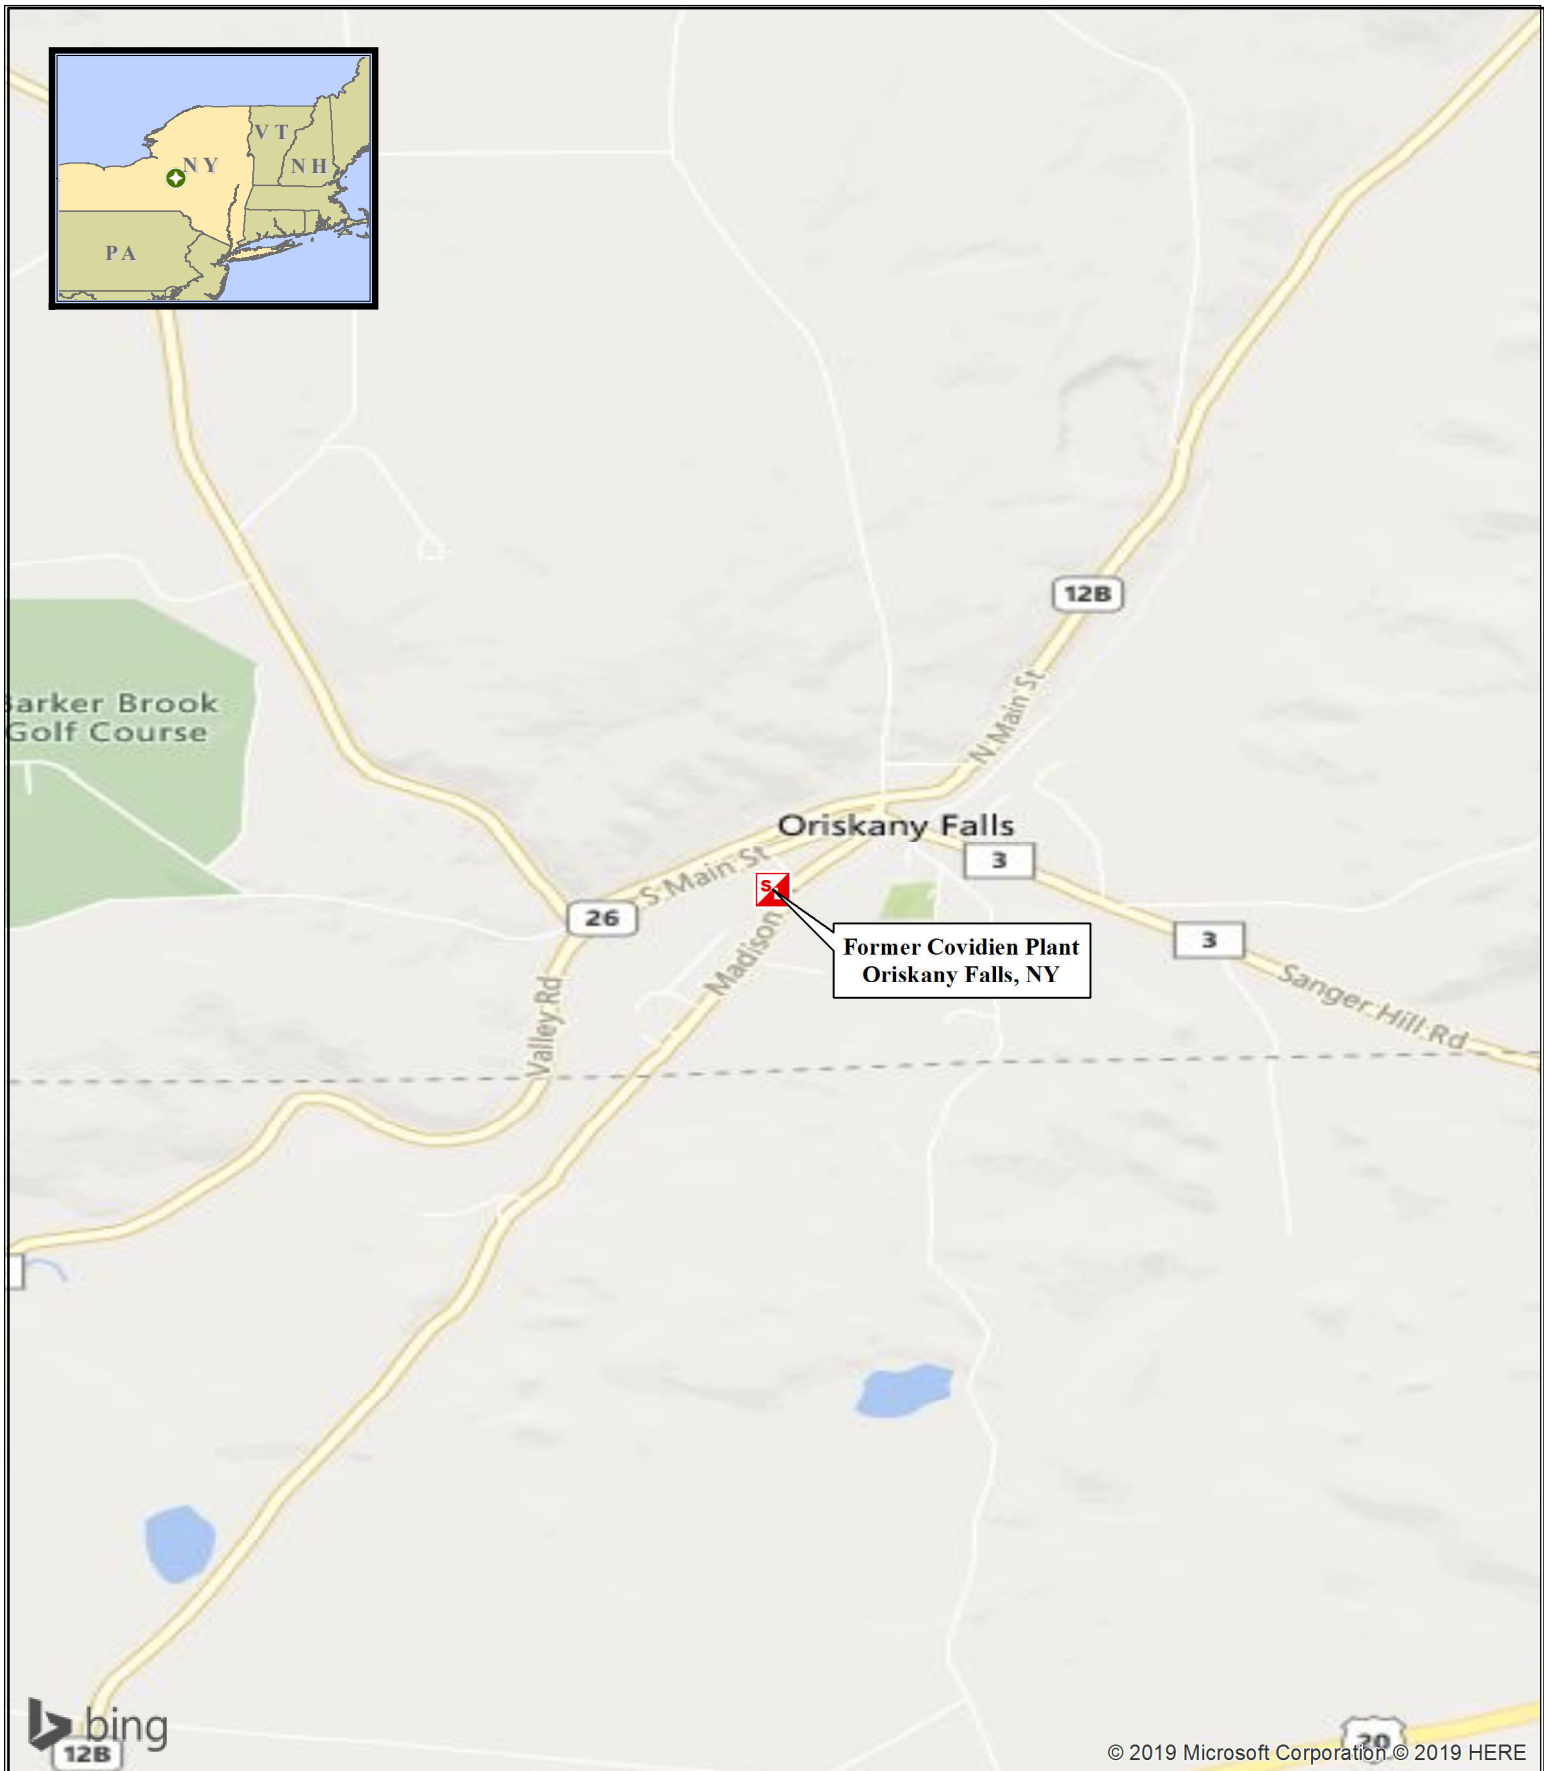 VT
NY
NH
PA
12B
N Main St
Barker Brook
Golf Course
Oriskany Falls
3
S Main St
S
26
3
Former Covidien Plant
Oriskany Falls, NY
Madison
Valley Rd
Sanger Hill Rd
bing
12B
20
© 2019 Microsoft Corporation © 2019 HERE